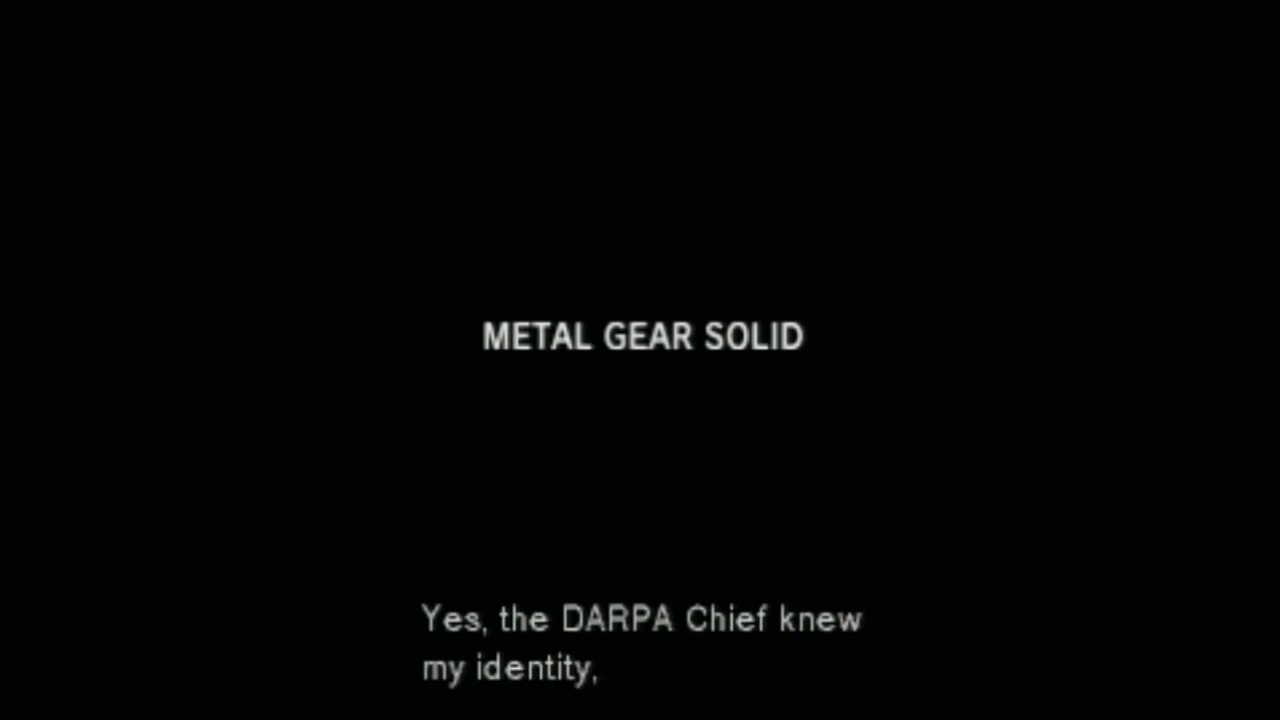 METAL GEAR SOLID
Yes, the DARPA Chief knew
my identity,